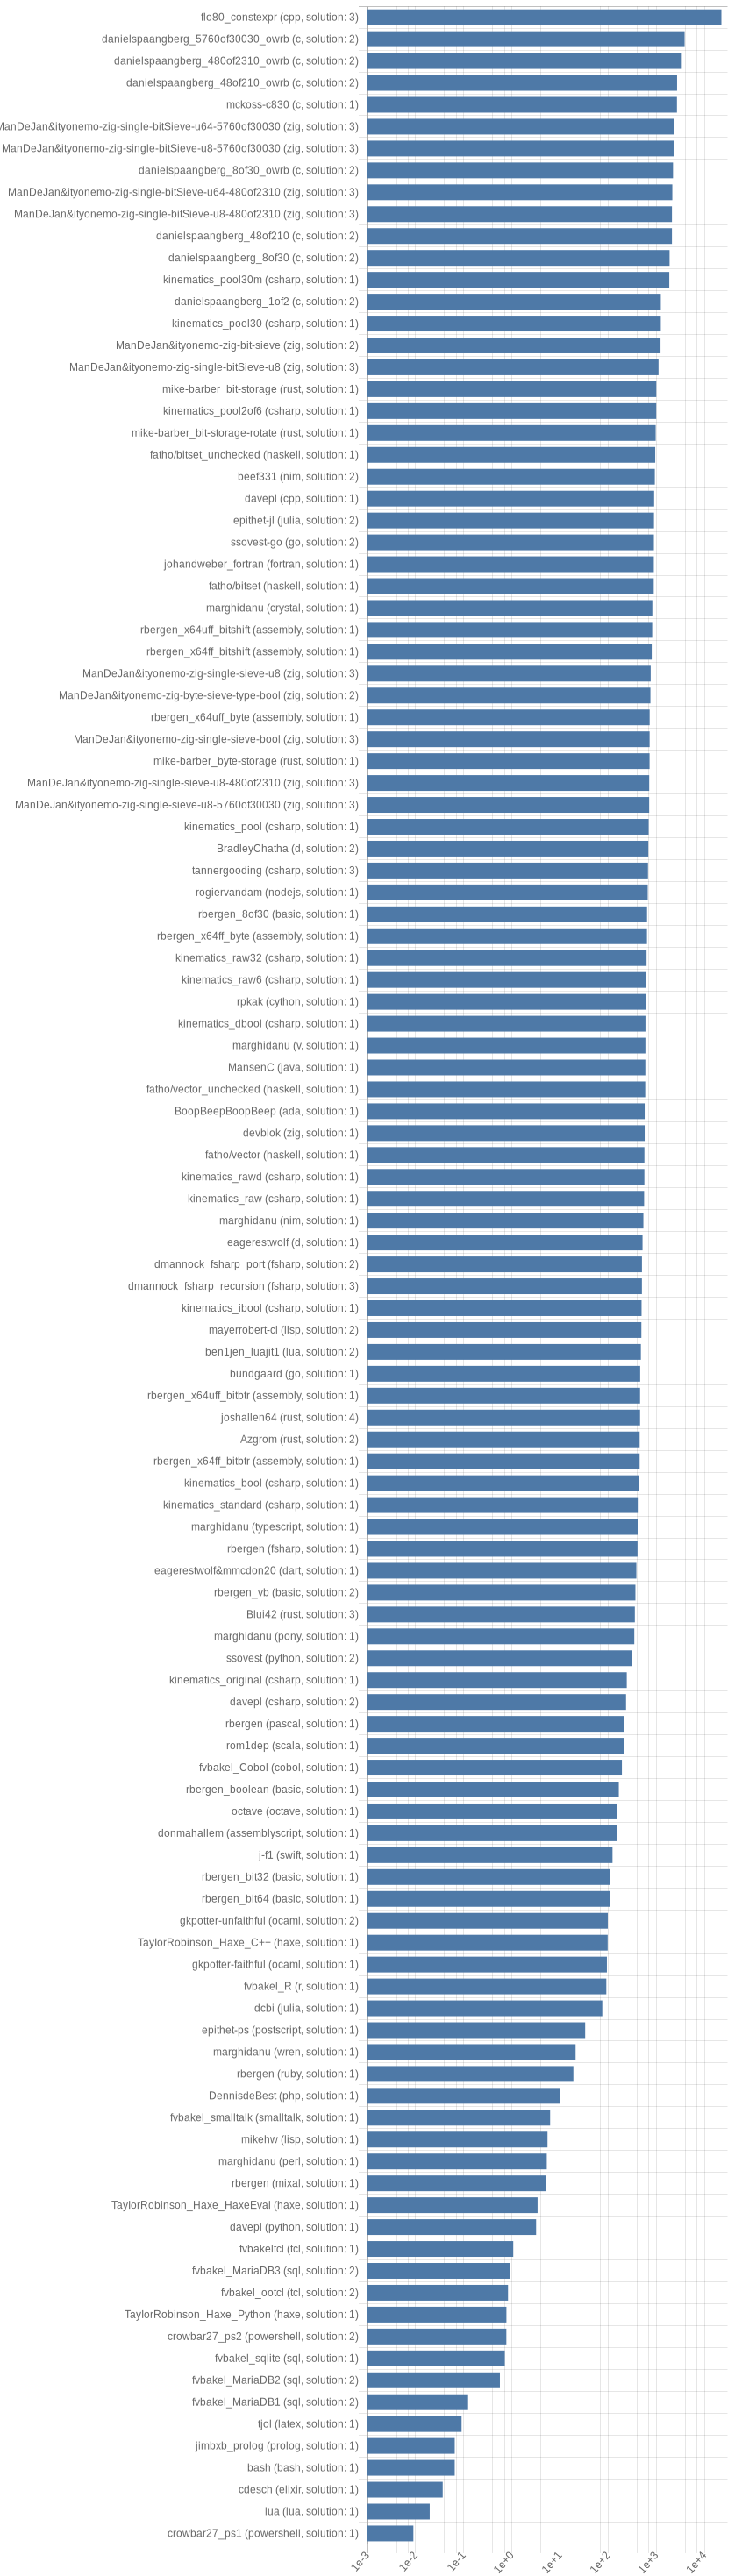 flo80_constexpr (cpp, solution: 3)
danielspaangberg_5760of30030_owrb (c, solution: 2)
danielspaangberg_480of2310_owrb (c, solution: 2)
danielspaangberg_48of210_owrb (c, solution: 2)
mckoss-c830 (c, solution: 1)
ManDeJan&ityonemo-zig-single-bitSieve-u64-5760of30030 (zig, solution: 3)
ManDeJan&ityonemo-zig-single-bitSieve-u8-5760of30030 (zig, solution: 3)
danielspaangberg_8of30_owrb (c, solution: 2)
ManDeJan&ityonemo-zig-single-bitSieve-u64-480of2310 (zig, solution: 3)
ManDeJan&ityonemo-zig-single-bitSieve-u8-480of2310 (zig, solution: 3)
danielspaangberg_48of210 (c, solution: 2)
danielspaangberg_8of30 (c, solution: 2)
kinematics_pool30m (csharp, solution: 1)
danielspaangberg_1of2 (c, solution: 2)
kinematics_pool30 (csharp, solution: 1)
ManDeJan&ityonemo-zig-bit-sieve (zig, solution: 2)
ManDeJan&ityonemo-zig-single-bitSieve-u8 (zig, solution: 3)
mike-barber_bit-storage (rust, solution: 1)
kinematics_pool2of6 (csharp, solution: 1)
mike-barber_bit-storage-rotate (rust, solution: 1)
fatho/bitset_unchecked (haskell, solution: 1)
beef331 (nim, solution: 2)
davepl (cpp, solution: 1)
epithet-jl (julia, solution: 2)
ssovest-go (go, solution: 2)
johandweber_fortran (fortran, solution: 1)
fatho/bitset (haskell, solution: 1)
marghidanu (crystal, solution: 1)
rbergen_x64uff_bitshift (assembly, solution: 1)
rbergen_x64ff_bitshift (assembly, solution: 1)
ManDeJan&ityonemo-zig-single-sieve-u8 (zig, solution: 3)
ManDeJan&ityonemo-zig-byte-sieve-type-bool (zig, solution: 2)
rbergen_x64uff_byte (assembly, solution: 1)
ManDeJan&ityonemo-zig-single-sieve-bool (zig, solution: 3)
mike-barber_byte-storage (rust, solution: 1)
ManDeJan&ityonemo-zig-single-sieve-u8-480of2310 (zig, solution: 3)
ManDeJan&ityonemo-zig-single-sieve-u8-5760of30030 (zig, solution: 3)
kinematics_pool (csharp, solution: 1)
BradleyChatha (d, solution: 2)
tannergooding (csharp, solution: 3)
rogiervandam (nodejs, solution: 1)
rbergen_8of30 (basic, solution: 1)
rbergen_x64ff_byte (assembly, solution: 1)
kinematics_raw32 (csharp, solution: 1)
kinematics_raw6 (csharp, solution: 1)
rpkak (cython, solution: 1)
kinematics_dbool (csharp, solution: 1)
marghidanu (v, solution: 1)
MansenC (java, solution: 1)
fatho/vector_unchecked (haskell, solution: 1)
BoopBeepBoopBeep (ada, solution: 1)
devblok (zig, solution: 1)
fatho/vector (haskell, solution: 1)
kinematics_rawd (csharp, solution: 1)
kinematics_raw (csharp, solution: 1)
marghidanu (nim, solution: 1)
eagerestwolf (d, solution: 1)
dmannock_fsharp_port (fsharp, solution: 2)
dmannock_fsharp_recursion (fsharp, solution: 3)
kinematics_ibool (csharp, solution: 1)
mayerrobert-cl (lisp, solution: 2)
ben1jen_luajit1 (lua, solution: 2)
bundgaard (go, solution: 1)
rbergen_x64uff_bitbtr (assembly, solution: 1)
joshallen64 (rust, solution: 4)
Azgrom (rust, solution: 2)
rbergen_x64ff_bitbtr (assembly, solution: 1)
kinematics_bool (csharp, solution: 1)
kinematics_standard (csharp, solution: 1)
marghidanu (typescript, solution: 1)
rbergen (fsharp, solution: 1)
eagerestwolf&mmcdon20 (dart, solution: 1)
rbergen_vb (basic, solution: 2)
Blui42 (rust, solution: 3)
marghidanu (pony, solution: 1)
ssovest (python, solution: 2)
kinematics_original (csharp, solution: 1)
davepl (csharp, solution: 2)
rbergen (pascal, solution: 1)
rom1dep (scala, solution: 1)
fvbakel_Cobol (cobol, solution: 1)
rbergen_boolean (basic, solution: 1)
octave (octave, solution: 1)
donmahallem (assemblyscript, solution: 1)
j-f1 (swift, solution: 1)
rbergen_bit32 (basic, solution: 1)
rbergen_bit64 (basic, solution: 1)
gkpotter-unfaithful (ocaml, solution: 2)
TaylorRobinson_Haxe_C++ (haxe, solution: 1)
gkpotter-faithful (ocaml, solution: 1)
fvbakel_R (r, solution: 1)
dcbi (julia, solution: 1)
epithet-ps (postscript, solution: 1)
marghidanu (wren, solution: 1)
rbergen (ruby, solution: 1)
DennisdeBest (php, solution: 1)
fvbakel_smalltalk (smalltalk, solution: 1)
mikehw (lisp, solution: 1)
marghidanu (perl, solution: 1)
rbergen (mixal, solution: 1)
TaylorRobinson_Haxe_HaxeEval (haxe, solution: 1)
davepl (python, solution: 1)
fvbakeltcl (tcl, solution: 1)
fvbakel_MariaDB3 (sql, solution: 2)
fvbakel_ootcl (tcl, solution: 2)
TaylorRobinson_Haxe_Python (haxe, solution: 1)
crowbar27_ps2 (powershell, solution: 2)
fvbakel_sqlite (sql, solution: 1)
fvbakel_MariaDB2 (sql, solution: 2)
fvbakel_MariaDB1 (sql, solution: 2)
tjol (latex, solution: 1)
jimbxb_prolog (prolog, solution: 1)
bash (bash, solution: 1)
cdesch (elixir, solution: 1)
lua (lua, solution: 1)
crowbar27_ps1 (powershell, solution: 1)
1e-3 1e-2 1e-1 1e+0 1e+1 1e+2 1e+3 1e+4